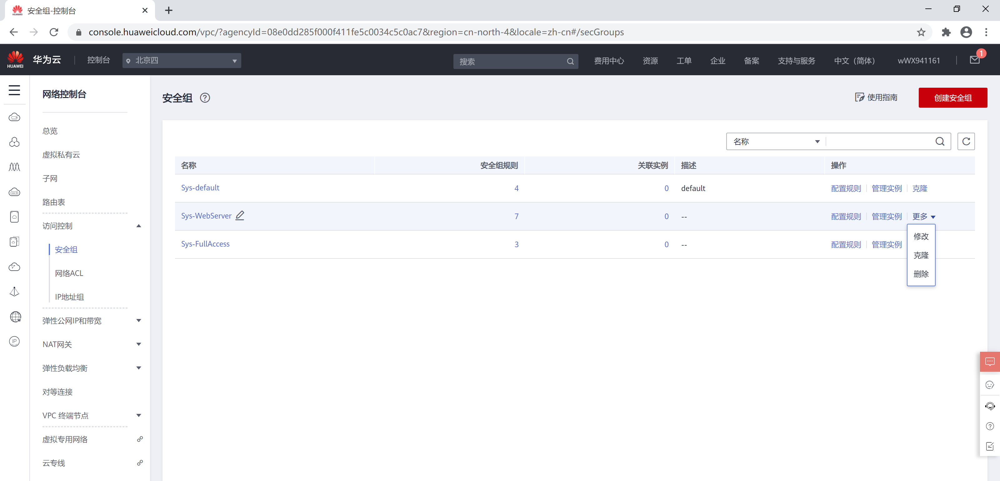 安全组-控制台
console.huaweicloud.com/vpc/?agencyId=08e0dd285f000f411fe5c0034c5c0ac7&region=cn-north-4&locale=zh-cn#/secGroups
HUAWEI
华为云
控制台
北京四
搜索
费用中心
资源
工单
企业
备案
支持与服务
中文（简体）
wWX941161
1
网络控制台
总览
虚拟私有云
子网
路由表
访问控制
安全组
网络ACL
IP地址组
弹性公网IP和带宽
NAT网关
弹性负载均衡
对等连接
VPC 终端节点
虚拟专用网络
云专线
安全组
使用指南
创建安全组
名称
名称 安全组规则 关联实例 描述 操作
Sys-default 4 0 default 配置规则 管理实例 克隆
Sys-WebServer 7 0 -- 配置规则 管理实例 更多
Sys-FullAccess 3 0 -- 配置规则 管理实例
修改
克隆
删除